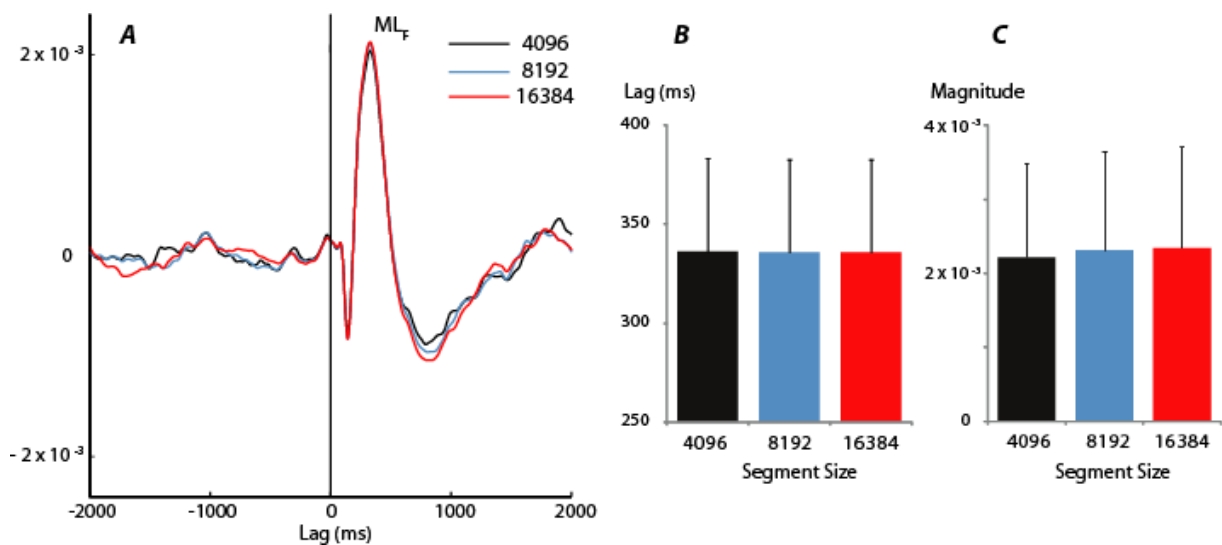 A
ML_F
4096
8192
16384
2 x 10⁻³
0
- 2 x 10⁻³
-2000 -1000 0 1000 2000
Lag (ms)
B
Lag (ms)
400
350
300
250
4096 8192 16384
Segment Size
C
Magnitude
4 x 10⁻³
2 x 10⁻³
0
4096 8192 16384
Segment Size